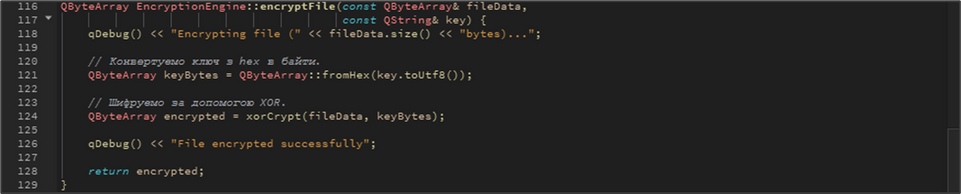 116 QByteArray EncryptionEngine::encryptFile(const QByteArray& fileData,
117 const QString& key) {
118 qDebug() << "Encrypting file (" << fileData.size() << "bytes)...";
119
120 // Конвертуемо ключ з hex в байти.
121 QByteArray keyBytes = QByteArray::fromHex(key.toUtf8());
122
123 // Шифруемо за допомогою XOR.
124 QByteArray encrypted = xorCrypt(fileData, keyBytes);
125
126 qDebug() << "File encrypted successfully";
127
128 return encrypted;
129 }